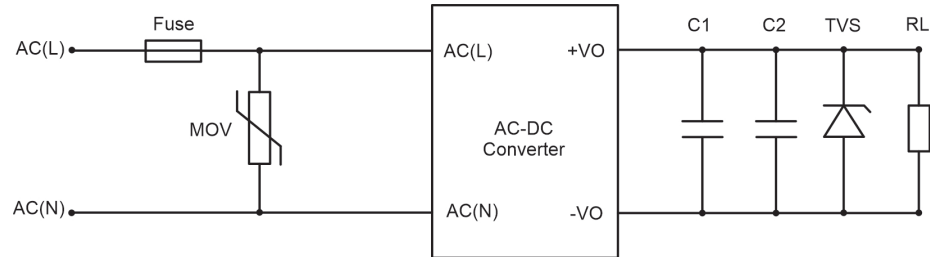 Fuse
C1
C2
TVS
RL
AC(L)
AC(L)
+VO
MOV
AC-DC
Converter
AC(N)
AC(N)
-VO